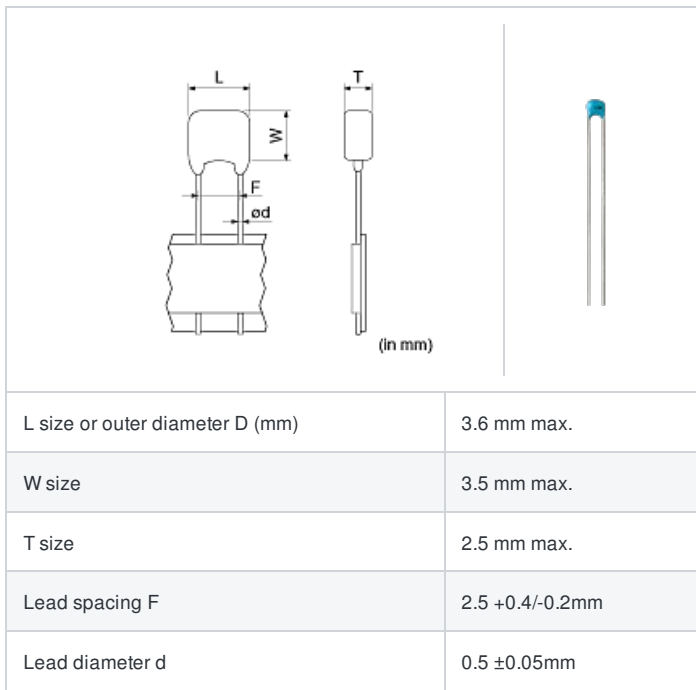 L
T
W
F
ød
(in mm)
L size or outer diameter D (mm) 3.6 mm max.
W size 3.5 mm max.
T size 2.5 mm max.
Lead spacing F 2.5 +0.4/-0.2mm
Lead diameter d 0.5 ±0.05mm